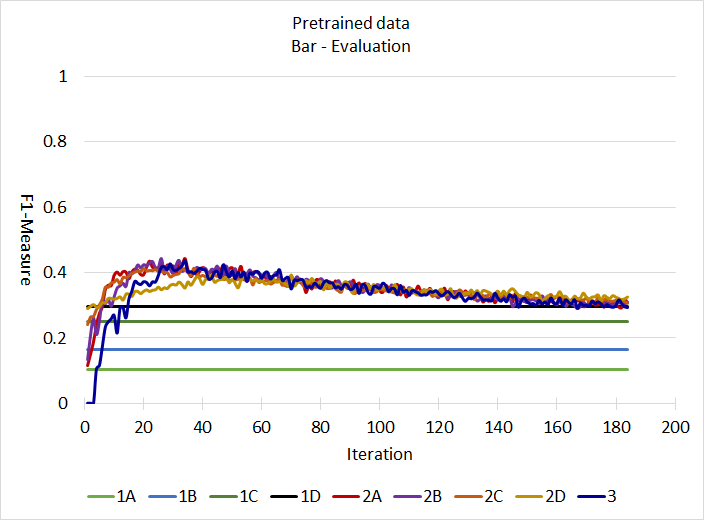 Pretrained data
Bar - Evaluation
1
0.8
0.6
0.4
0.2
0
F1-Measure
0 20 40 60 80 100 120 140 160 180 200
Iteration
1A 1B 1C 1D 2A 2B 2C 2D 3